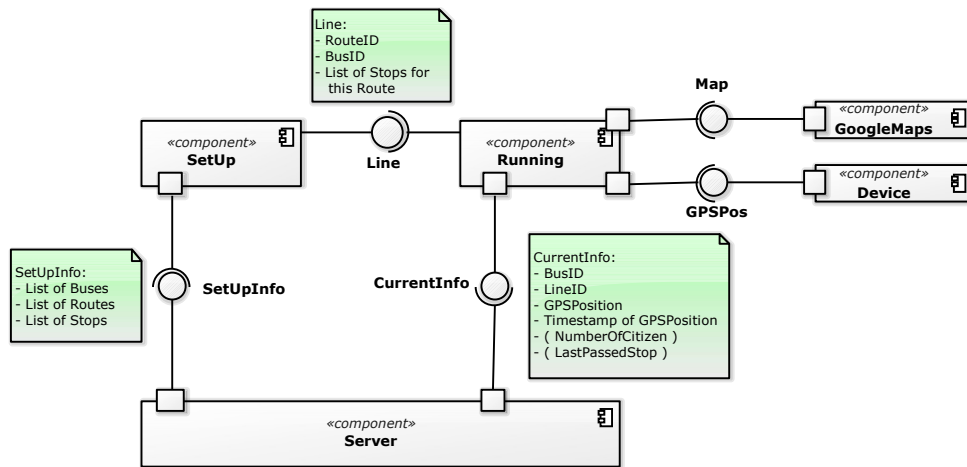 Line:
- RouteID
- BusID
- List of Stops for
this Route
Map
«component»
SetUp
Line
«component»
Running
«component»
GoogleMaps
GPSPos
«component»
Device
SetUpInfo:
- List of Buses
- List of Routes
- List of Stops
SetUpInfo
CurrentInfo
CurrentInfo:
- BusID
- LineID
- GPSPosition
- Timestamp of GPSPosition
- ( NumberOfCitizen )
- ( LastPassedStop )
«component»
Server